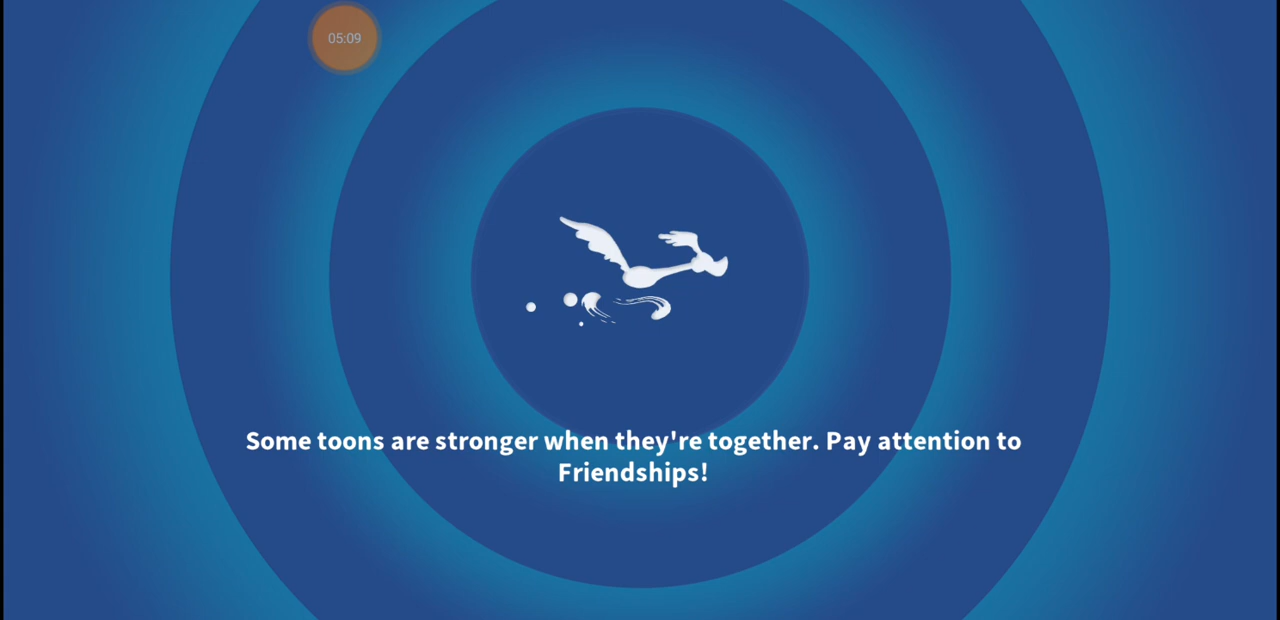 05:09
Some toons are stronger when they're together. Pay attention to
Friendships!